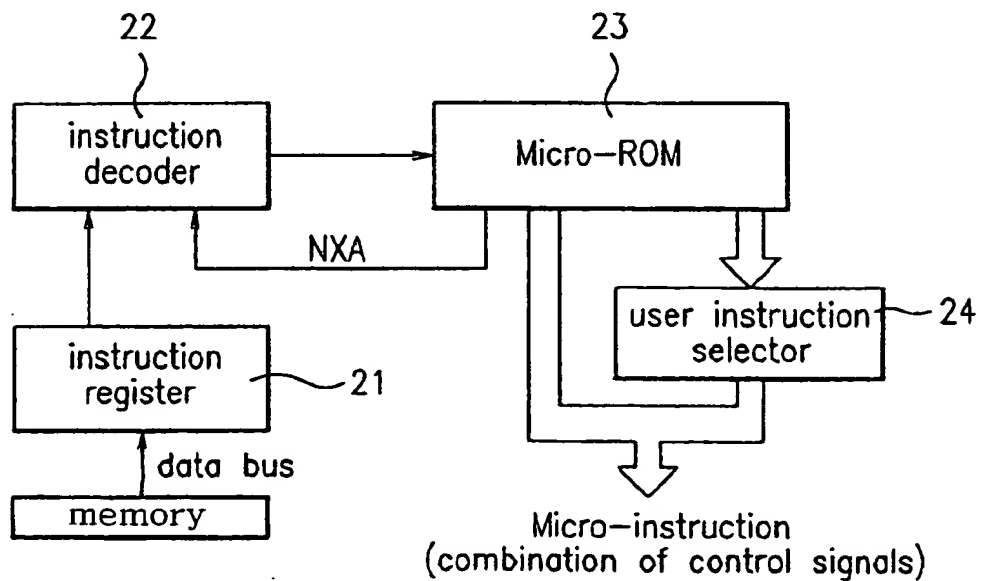 22
23
instruction
decoder
Micro-ROM
NXA
user instruction
selector
24
instruction
register
21
data bus
memory
Micro-instruction
(combination of control signals)